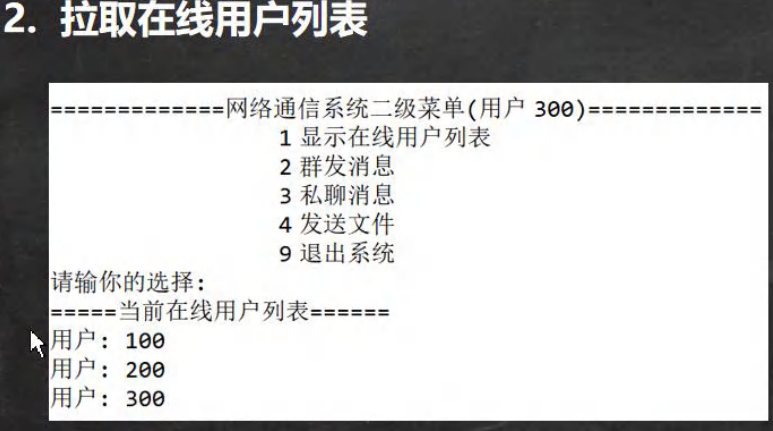 2. 拉取在线用户列表
=============网络通信系统二级菜单(用户 300)=============
1 显示在线用户列表
2 群发消息
3 私聊消息
4 发送文件
9 退出系统
请输你的选择:
=====当前在线用户列表======
用户: 100
用户: 200
用户: 300